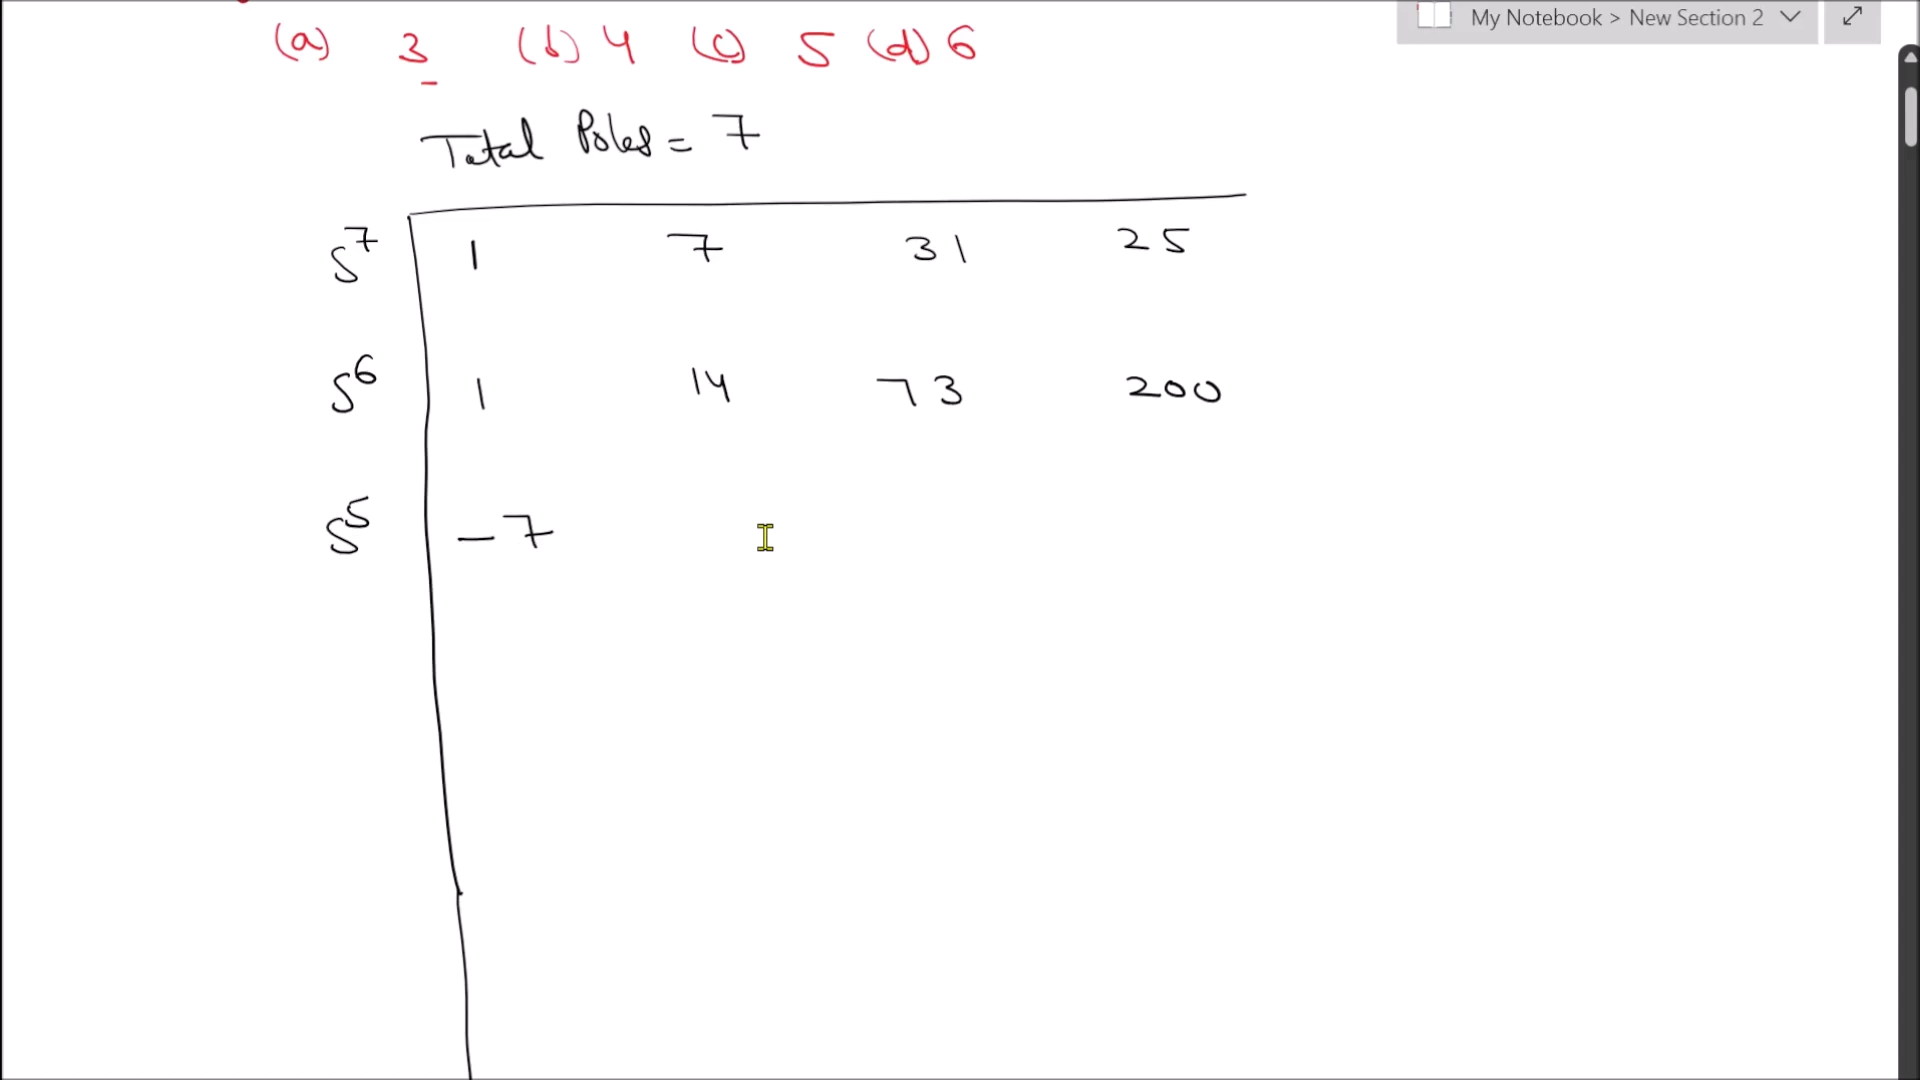 My Notebook > New Section 2
(a) 3 (b) 4 (c) 5 (d) 6
Total Poles = 7
S⁷ 1 7 31 25
S⁶ 1 14 73 200
S⁵ -7